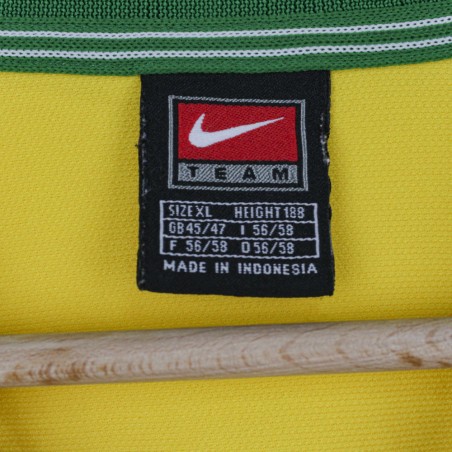 TEAM
SIZE XL HEIGHT 188
GB 45/47 I 56/58
F 56/58 D 56/58
MADE IN INDONESIA